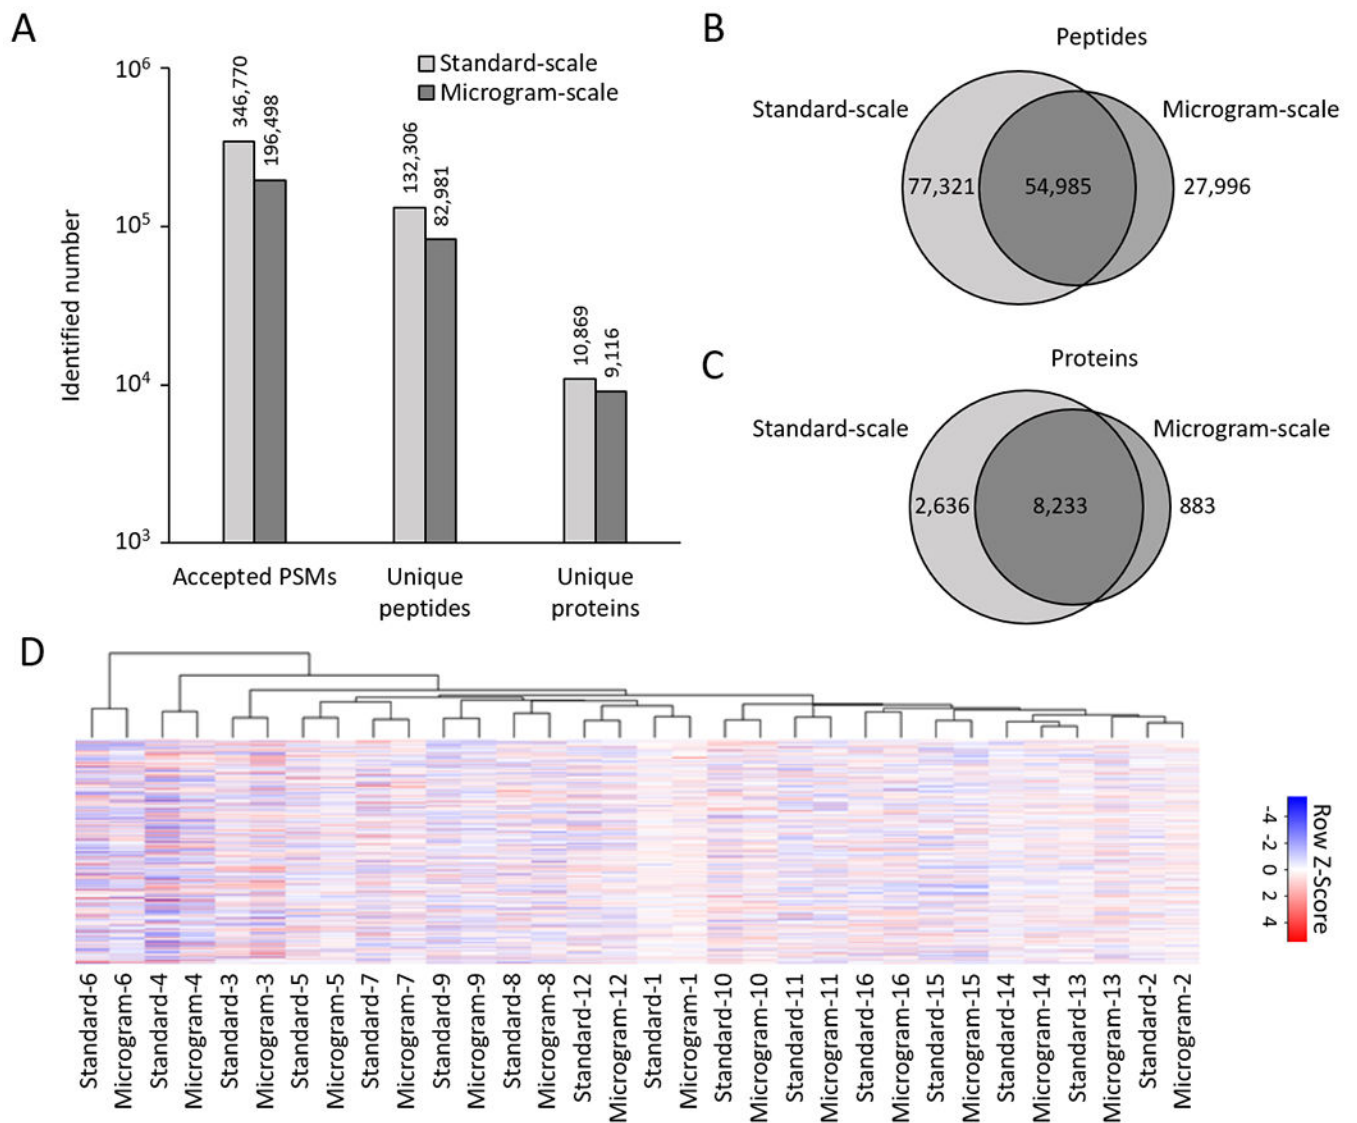 A
Identified number
10⁶
10⁵
10⁴
10³
Standard-scale
Microgram-scale
346,770
196,498
132,306
82,981
10,869
9,116
Accepted PSMs
Unique
peptides
Unique
proteins
B
Peptides
Standard-scale
Microgram-scale
77,321
54,985
27,996
C
Proteins
Standard-scale
Microgram-scale
2,636
8,233
883
D
Standard-6
Microgram-6
Standard-4
Microgram-4
Standard-3
Microgram-3
Standard-5
Microgram-5
Standard-7
Microgram-7
Standard-9
Microgram-9
Standard-8
Microgram-8
Standard-12
Microgram-12
Standard-1
Microgram-1
Standard-10
Microgram-10
Standard-11
Microgram-11
Standard-16
Microgram-16
Standard-15
Microgram-15
Standard-14
Microgram-14
Standard-13
Microgram-13
Standard-2
Microgram-2
Row Z-Score
-4 -2 0 2 4